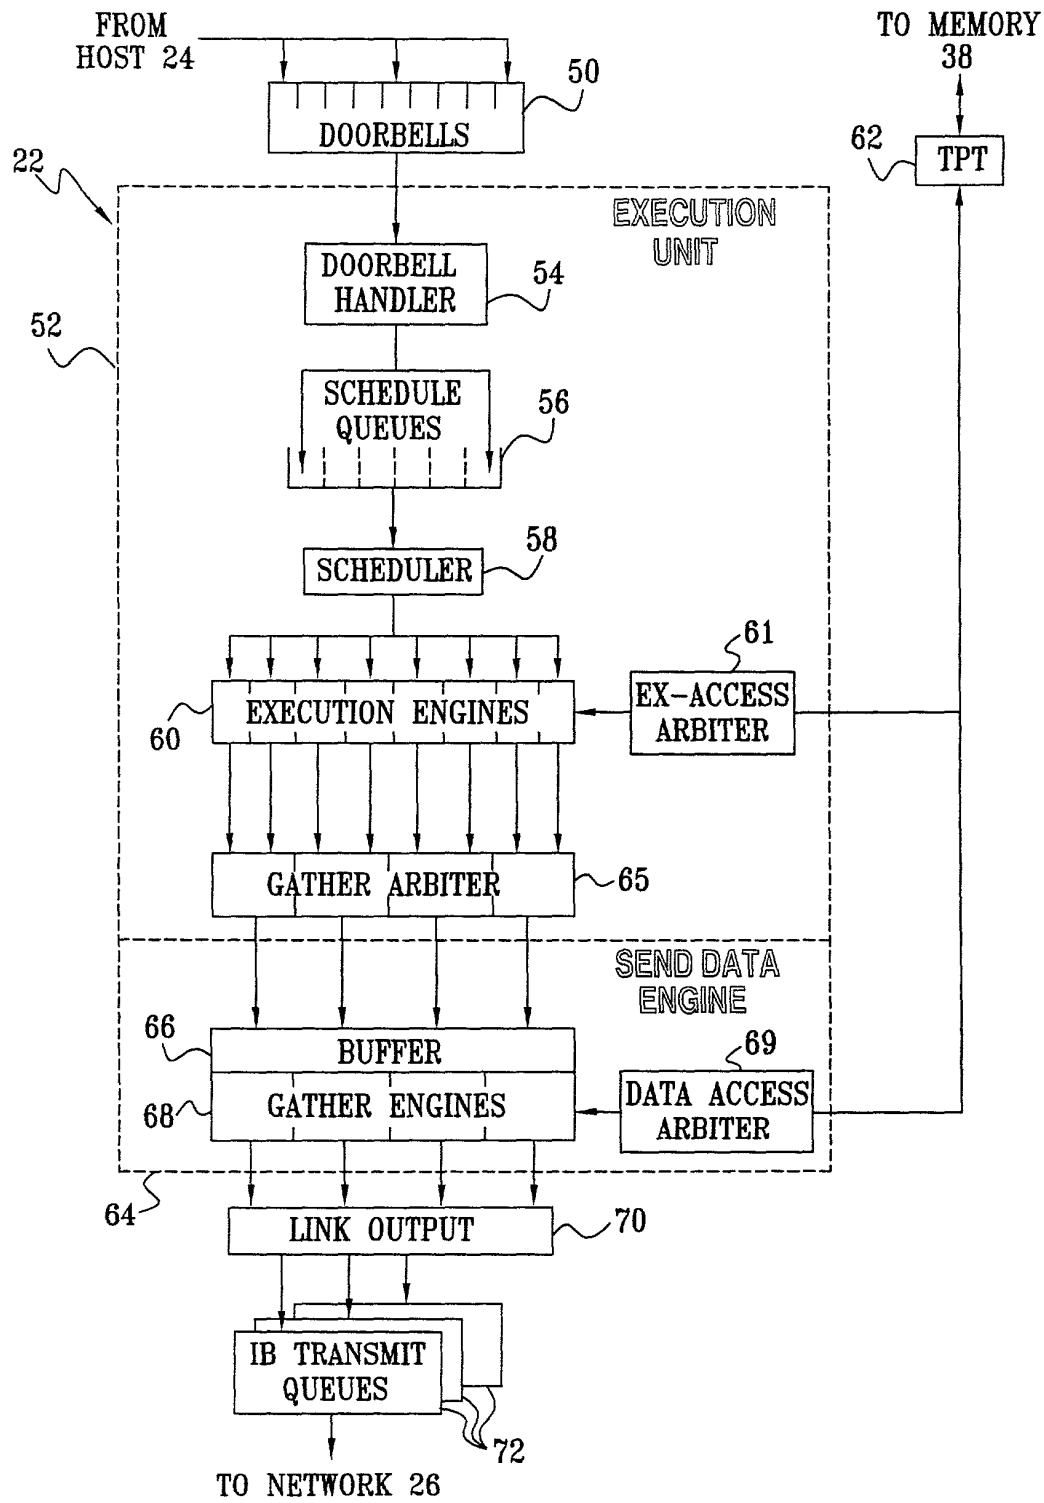 FROM
HOST 24
TO MEMORY
38
50
DOORBELLS
62
TPT
22
EXECUTION
UNIT
DOORBELL
HANDLER
54
52
SCHEDULE
QUEUES
56
SCHEDULER
58
61
EXECUTION ENGINES
60
EX-ACCESS
ARBITER
GATHER ARBITER
65
SEND DATA
ENGINE
66
BUFFER
69
68
GATHER ENGINES
DATA ACCESS
ARBITER
64
LINK OUTPUT
70
IB TRANSMIT
QUEUES
72
TO NETWORK 26